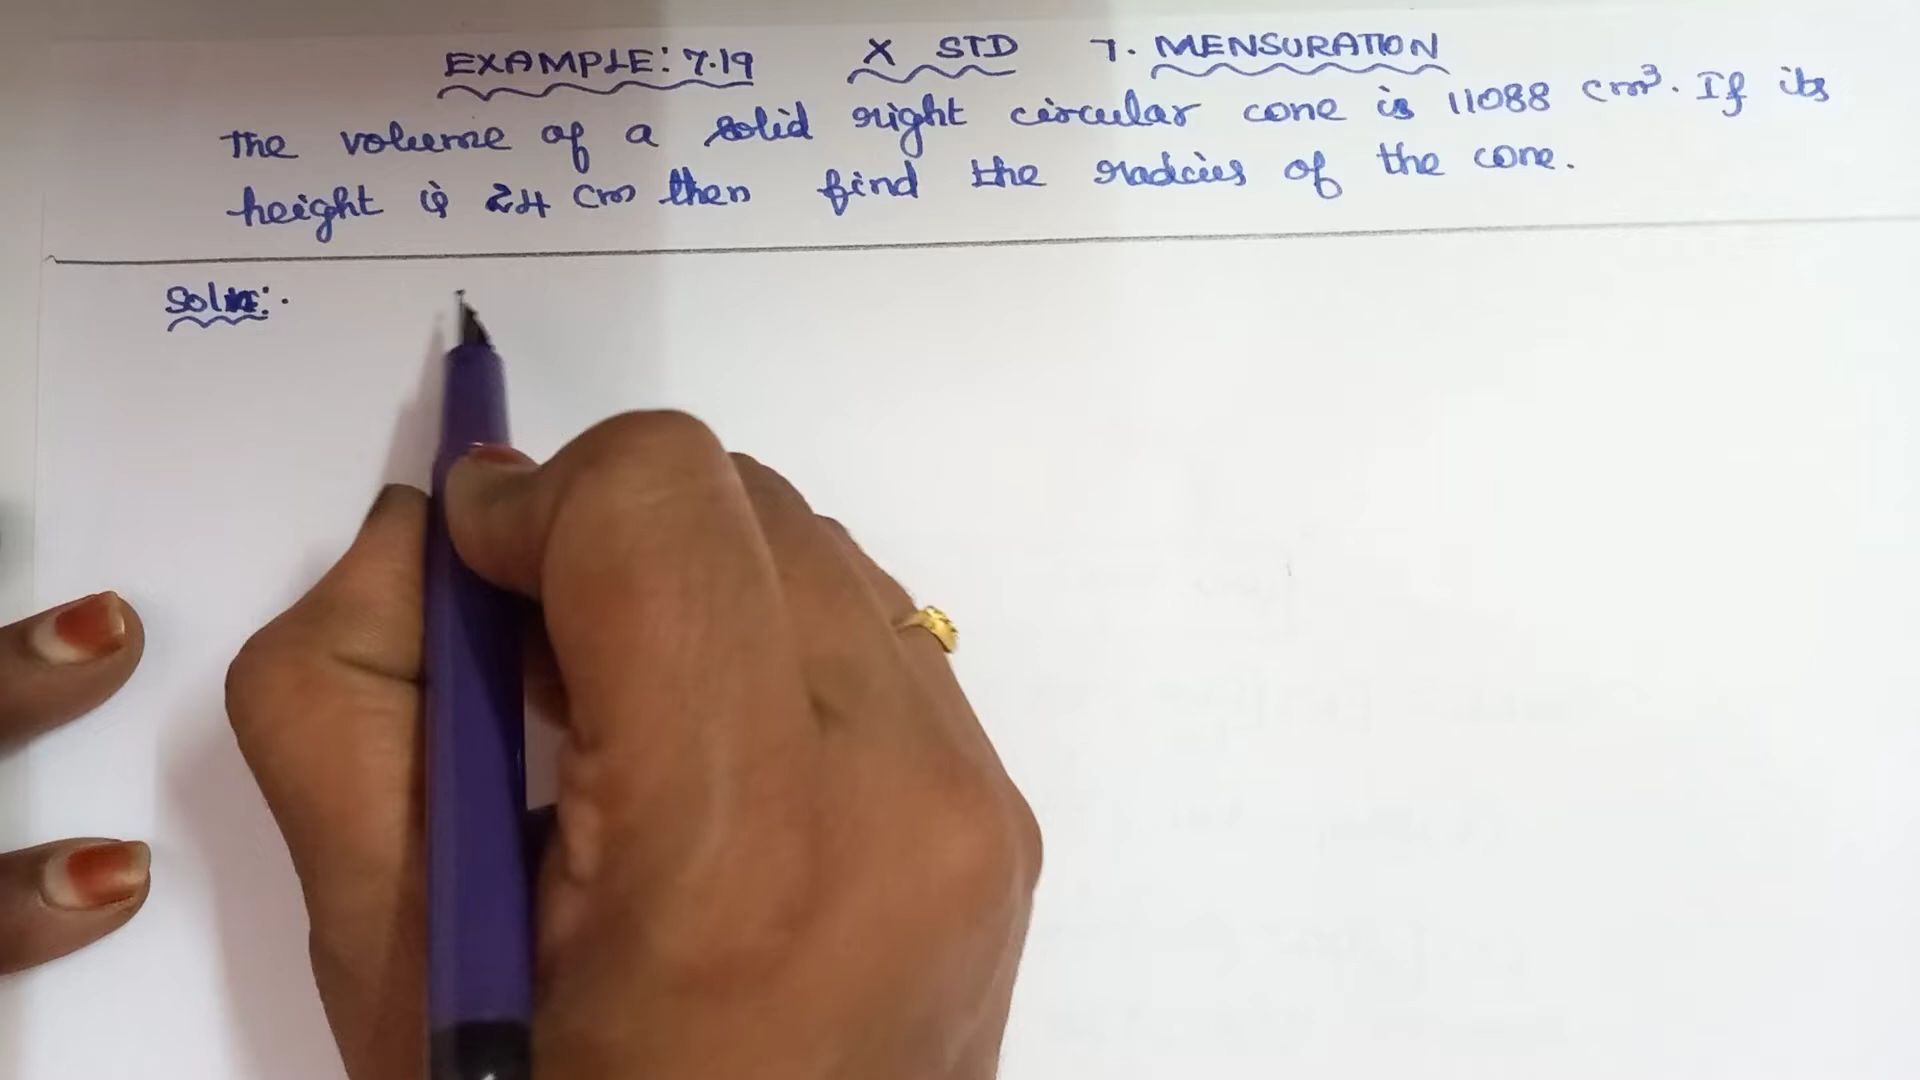 EXAMPLE: 7.19 X STD 7. MENSURATION
The volume of a solid right circular cone is 11088 cm³. If its
height is 24 cm then find the radius of the cone.
Soln:.